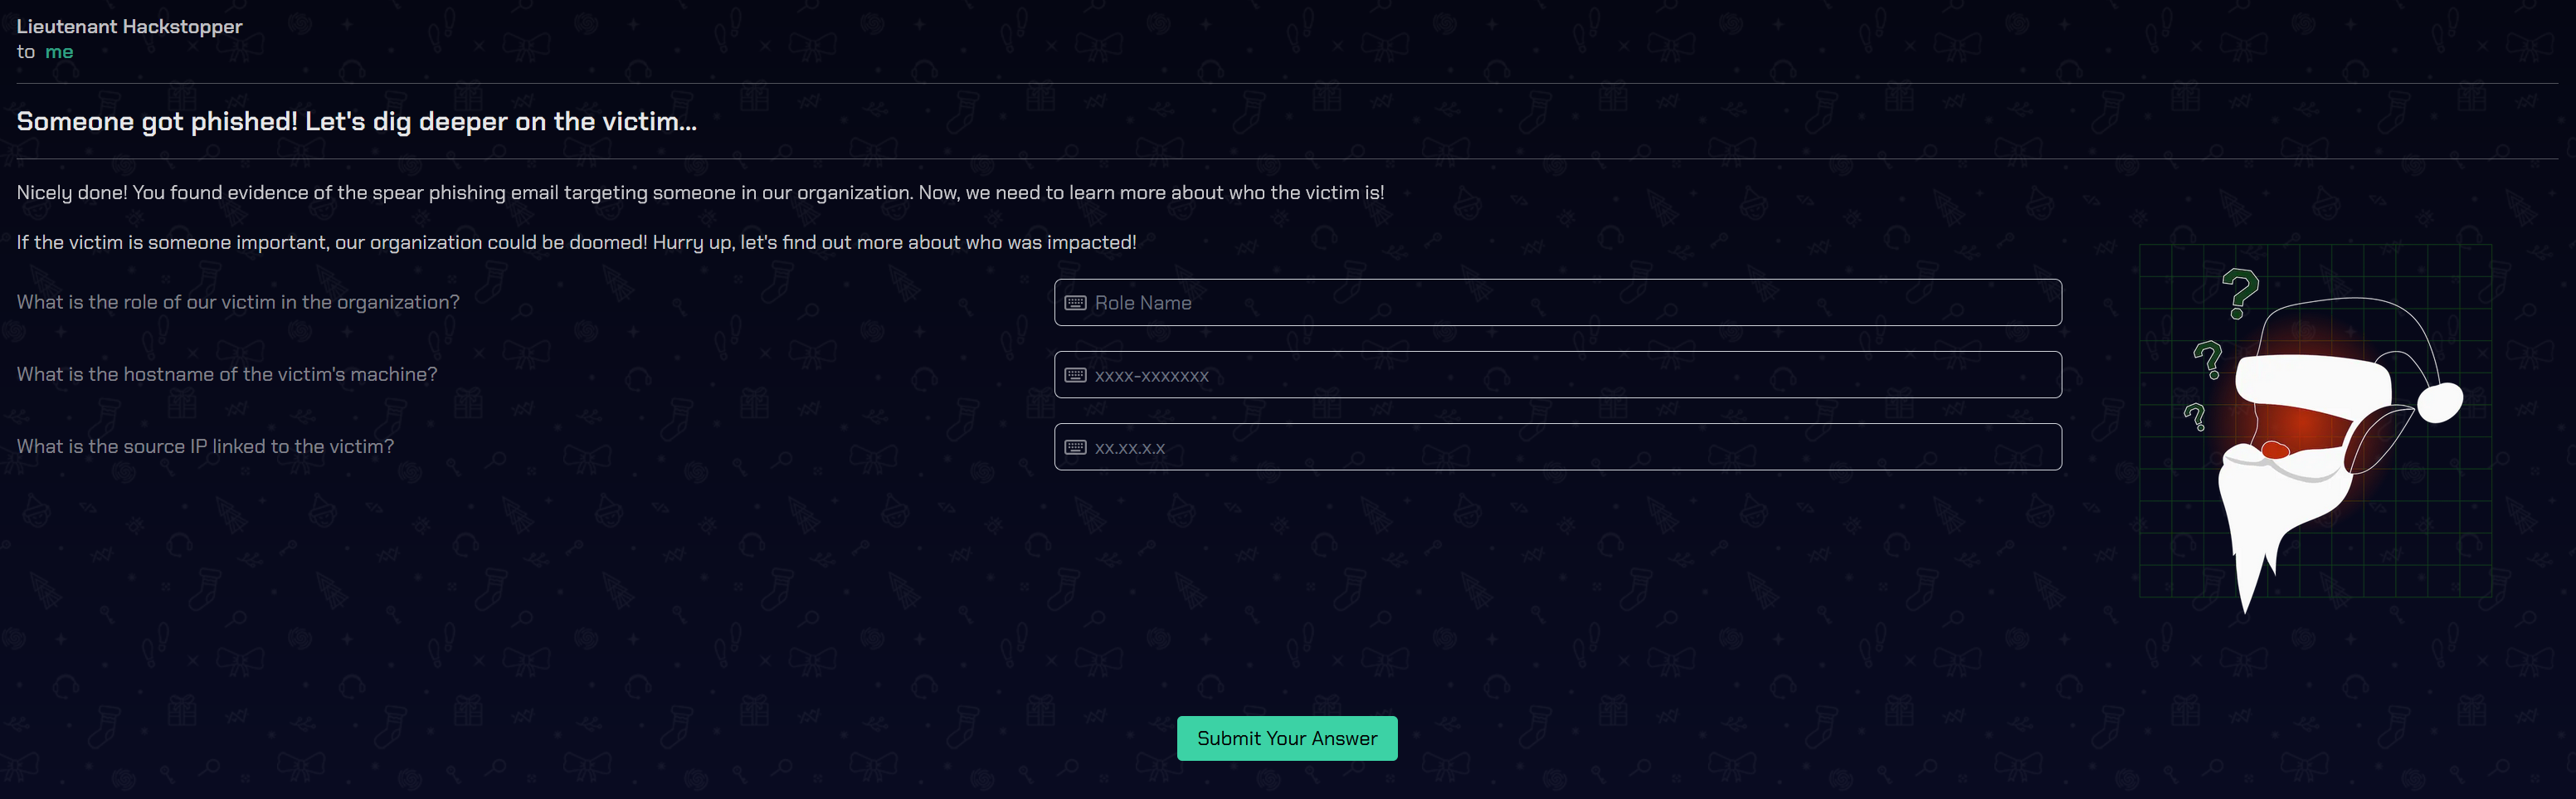 Lieutenant Hackstopper
to me
Someone got phished! Let's dig deeper on the victim...
Nicely done! You found evidence of the spear phishing email targeting someone in our organization. Now, we need to learn more about who the victim is!
If the victim is someone important, our organization could be doomed! Hurry up, let's find out more about who was impacted!
What is the role of our victim in the organization?
Role Name
What is the hostname of the victim's machine?
xxxx-xxxxxxx
What is the source IP linked to the victim?
xx.xx.x.x
? ? ?
Submit Your Answer